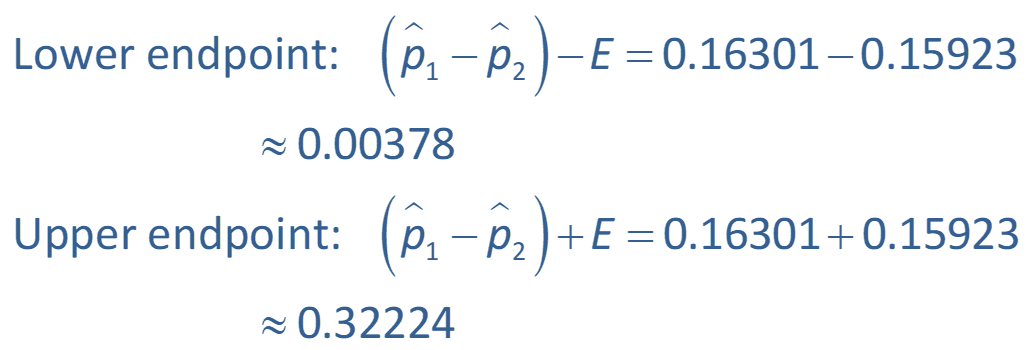 Lower endpoint: (p̂₁ − p̂₂) − E = 0.16301 − 0.15923
≈ 0.00378
Upper endpoint: (p̂₁ − p̂₂) + E = 0.16301 + 0.15923
≈ 0.32224